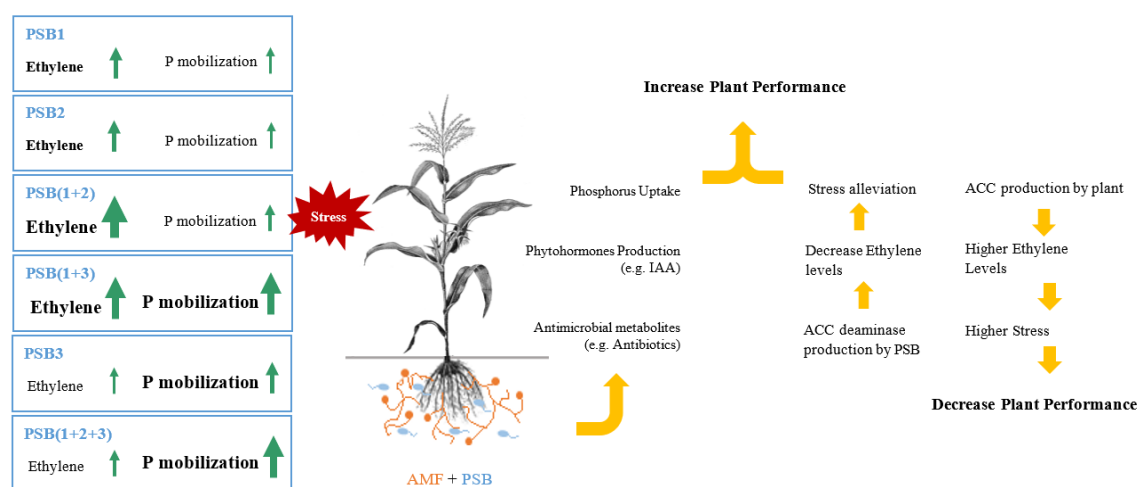 PSB1
Ethylene P mobilization
PSB2
Ethylene P mobilization
PSB(1+2)
Ethylene P mobilization
PSB(1+3)
Ethylene P mobilization
PSB3
Ethylene P mobilization
PSB(1+2+3)
Ethylene P mobilization
Stress
AMF + PSB
Increase Plant Performance
Phosphorus Uptake
Phytohormones Production
(e.g. IAA)
Antimicrobial metabolites
(e.g. Antibiotics)
Stress alleviation
Decrease Ethylene
levels
ACC deaminase
production by PSB
ACC production by plant
Higher Ethylene
Levels
Higher Stress
Decrease Plant Performance